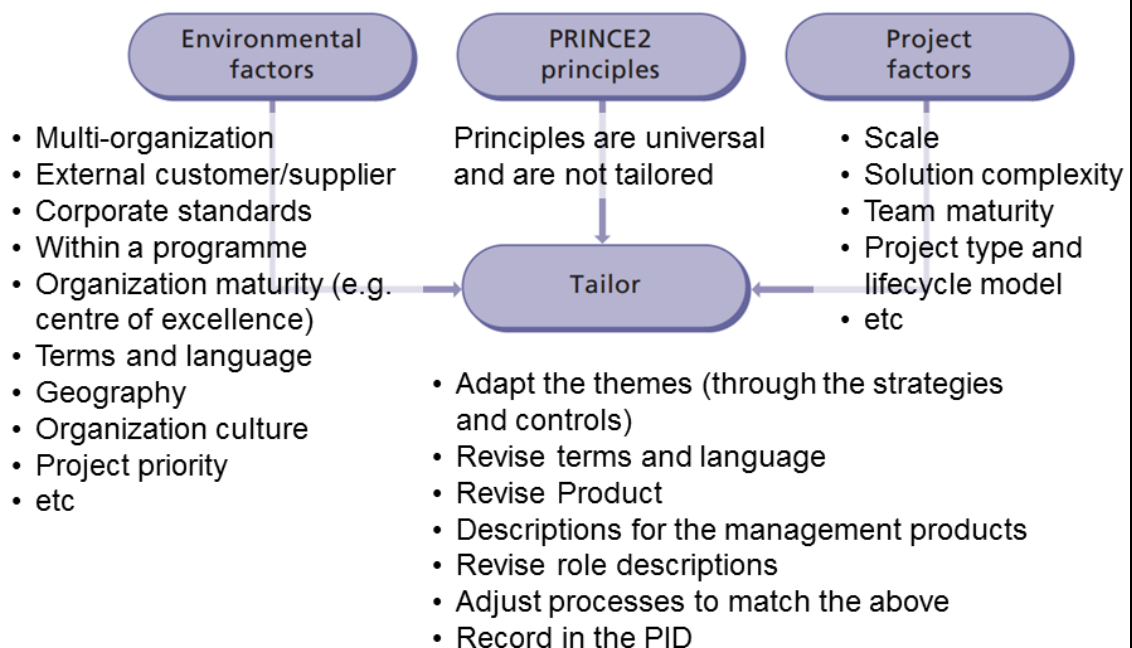 Environmental
factors
PRINCE2
principles
Project
factors
• Multi-organization
• External customer/supplier
• Corporate standards
• Within a programme
• Organization maturity (e.g.
centre of excellence)
• Terms and language
• Geography
• Organization culture
• Project priority
• etc
Principles are universal
and are not tailored
• Scale
• Solution complexity
• Team maturity
• Project type and
lifecycle model
• etc
Tailor
• Adapt the themes (through the strategies
and controls)
• Revise terms and language
• Revise Product
• Descriptions for the management products
• Revise role descriptions
• Adjust processes to match the above
• Record in the PID